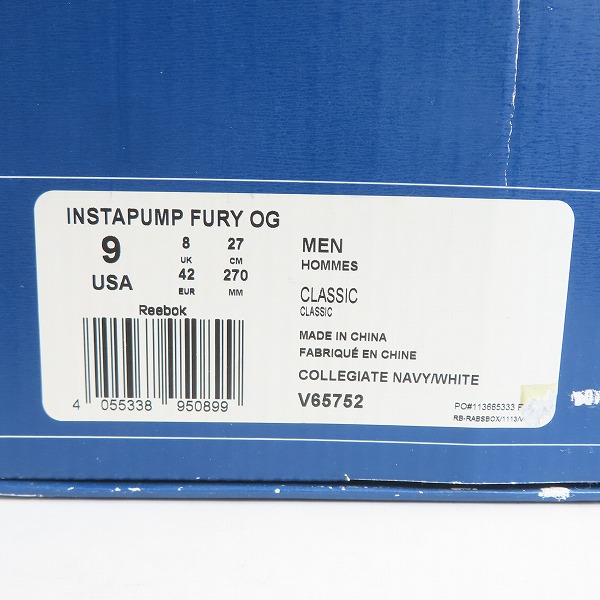 INSTAPUMP FURY OG
9 8 27
UK CM
USA 42 270
EUR MM
Reebok
4 055338 950899
MEN
HOMMES
CLASSIC
CLASSIC
MADE IN CHINA
FABRIQUÉ EN CHINE
COLLEGIATE NAVY/WHITE
V65752
PO#113665333
RB-RABSBOX/1113/